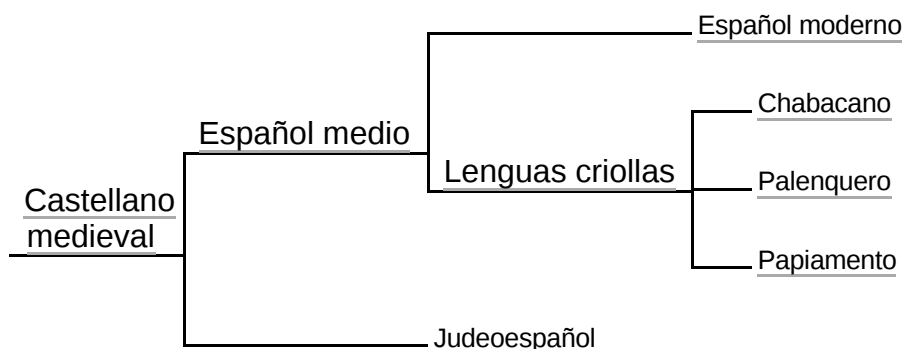 Español moderno
Chabacano
Español medio
Lenguas criollas
Palenquero
Castellano
medieval
Papiamento
Judeoespañol